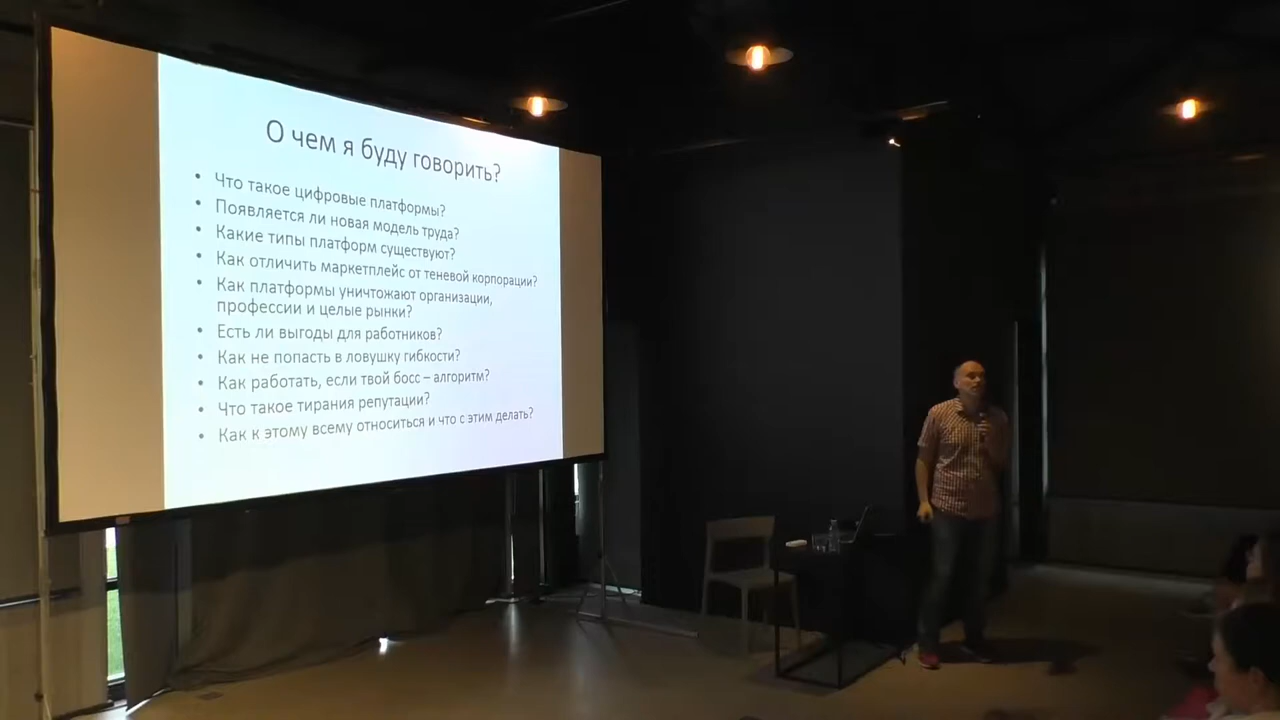 О чем я буду говорить?
• Что такое цифровые платформы?
• Появляется ли новая модель труда?
• Какие типы платформ существуют?
• Как отличить маркетплейс от теневой корпорации?
• Как платформы уничтожают организации,
профессии и целые рынки?
• Есть ли выгоды для работников?
• Как не попасть в ловушку гибкости?
• Как работать, если твой босс – алгоритм?
• Что такое тирания репутации?
• Как к этому всему относиться и что с этим делать?